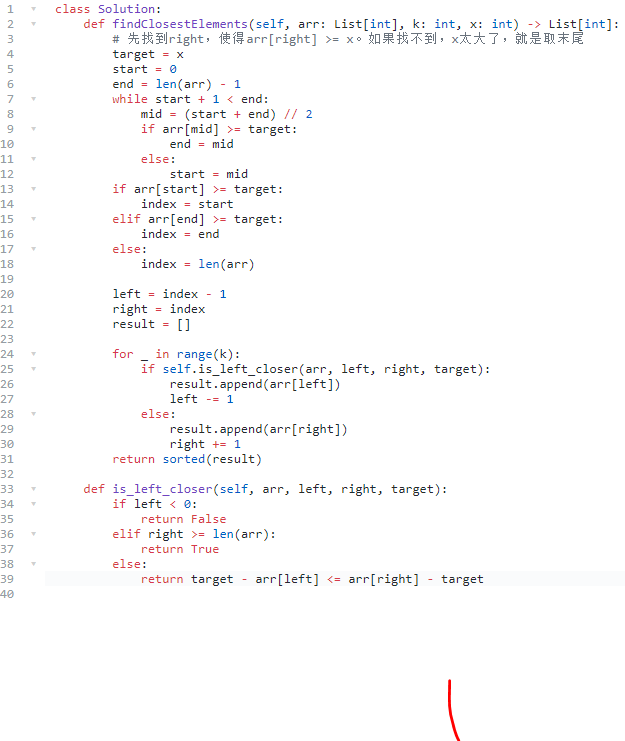 1 class Solution:
2     def findClosestElements(self, arr: List[int], k: int, x: int) -> List[int]:
3         # 先找到right，使得arr[right] >= x。如果找不到，x太大了，就是取末尾
4         target = x
5         start = 0
6         end = len(arr) - 1
7         while start + 1 < end:
8             mid = (start + end) // 2
9             if arr[mid] >= target:
10                 end = mid
11             else:
12                 start = mid
13         if arr[start] >= target:
14             index = start
15         elif arr[end] >= target:
16             index = end
17         else:
18             index = len(arr)
19
20         left = index - 1
21         right = index
22         result = []
23
24         for _ in range(k):
25             if self.is_left_closer(arr, left, right, target):
26                 result.append(arr[left])
27                 left -= 1
28             else:
29                 result.append(arr[right])
30                 right += 1
31         return sorted(result)
32
33     def is_left_closer(self, arr, left, right, target):
34         if left < 0:
35             return False
36         elif right >= len(arr):
37             return True
38         else:
39             return target - arr[left] <= arr[right] - target
40